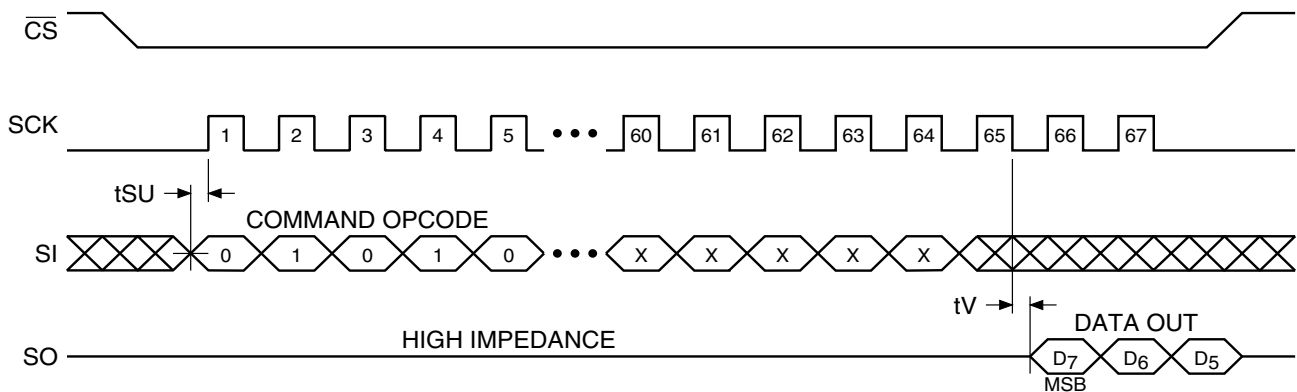 CS
SCK
1 2 3 4 5 ••• 60 61 62 63 64 65 66 67
tSU
COMMAND OPCODE
SI
0 1 0 1 0 ••• X X X X X
tV
HIGH IMPEDANCE
DATA OUT
SO
D7 D6 D5
MSB